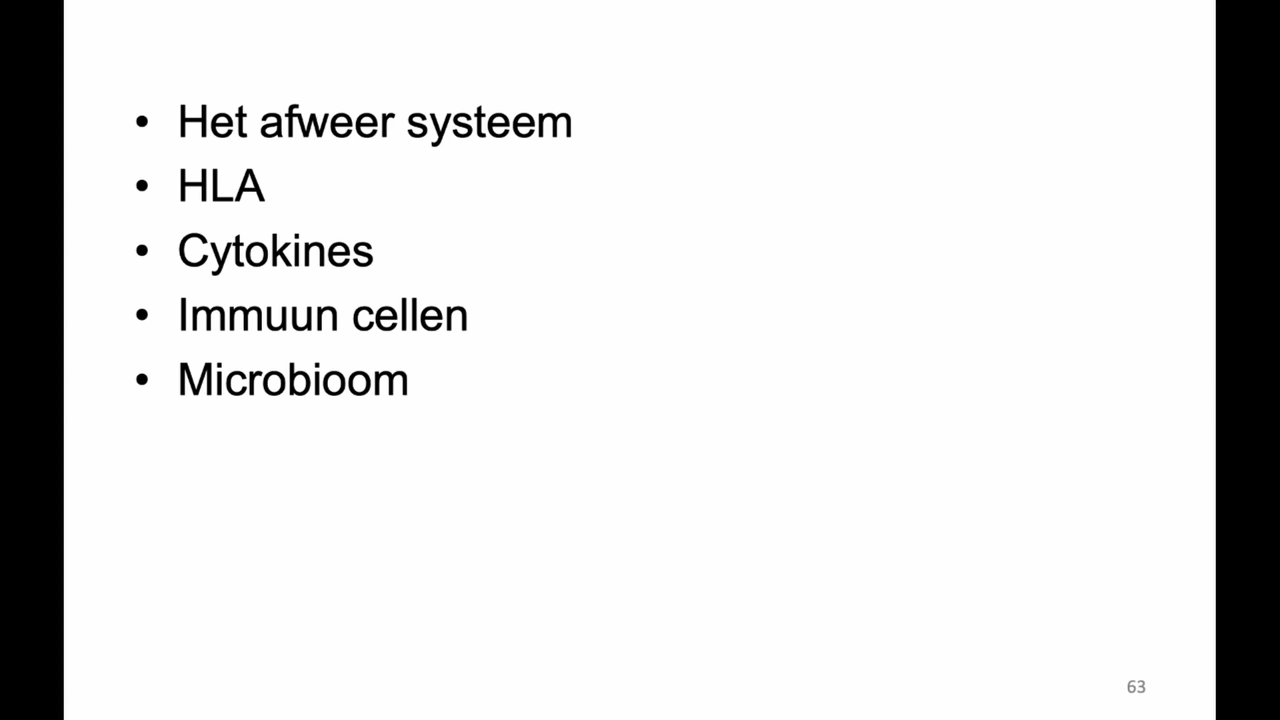 • Het afweer systeem
• HLA
• Cytokines
• Immuun cellen
• Microbioom
63